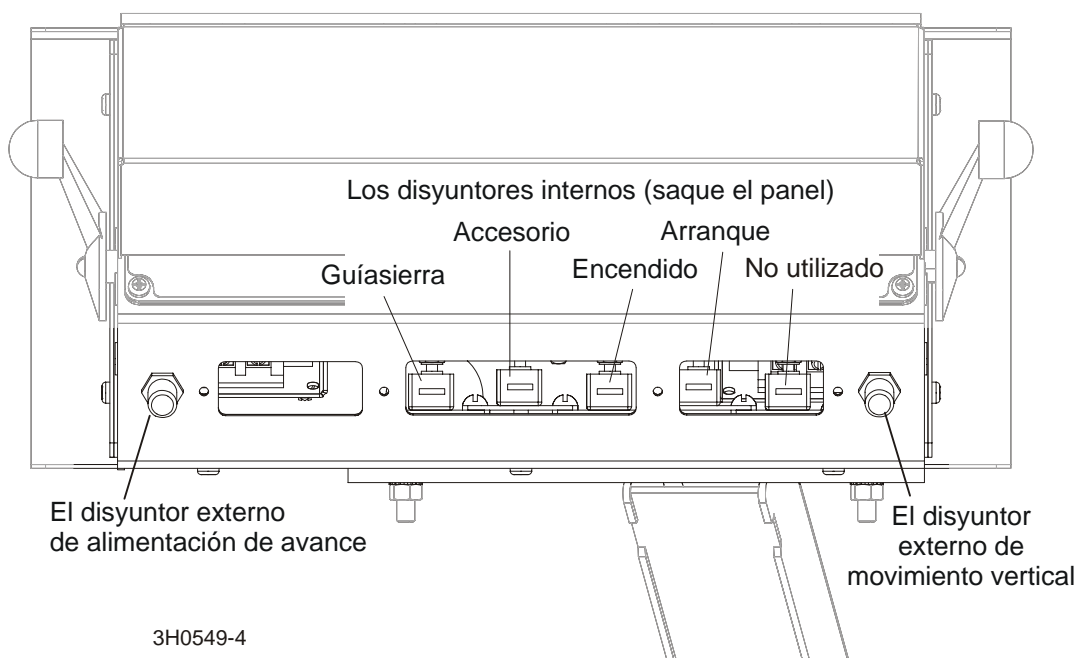 Los disyuntores internos (saque el panel)
Accesorio
Arranque
Guíasierra
Encendido
No utilizado
El disyuntor externo
de alimentación de avance
El disyuntor
externo de
movimiento vertical
3H0549-4